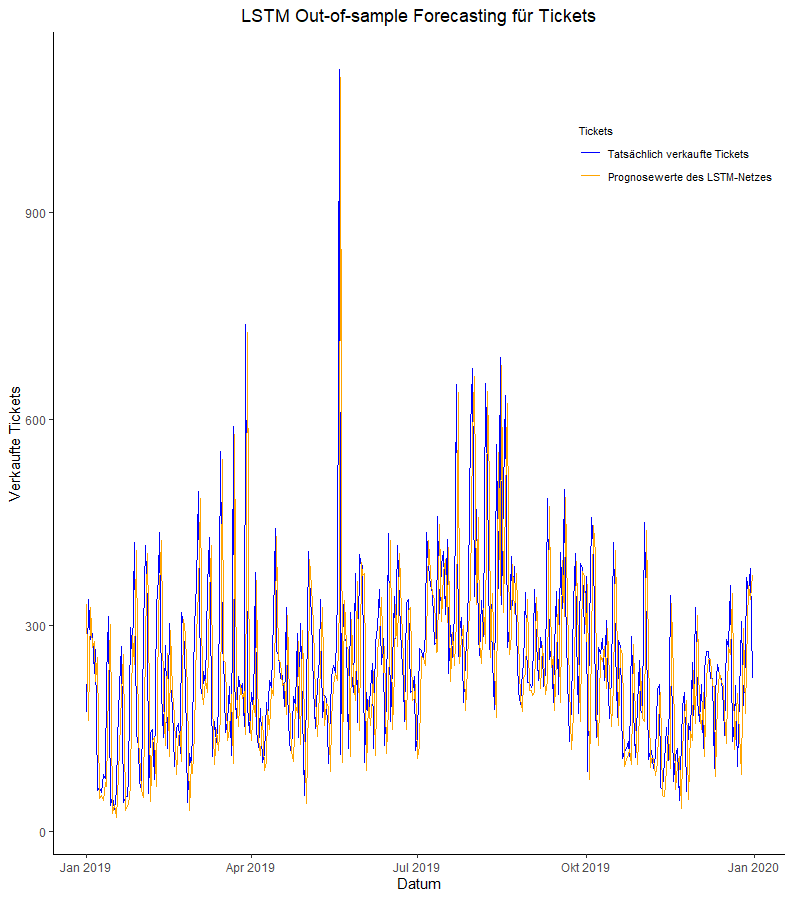 LSTM Out-of-sample Forecasting für Tickets
Tickets
Tatsächlich verkaufte Tickets
Prognosewerte des LSTM-Netzes
Verkaufte Tickets
900
600
300
0
Jan 2019
Apr 2019
Jul 2019
Okt 2019
Jan 2020
Datum